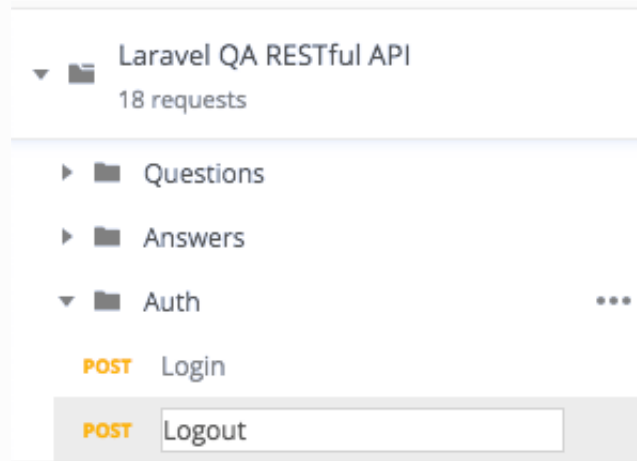 Laravel QA RESTful API
18 requests
Questions
Answers
Auth
POST Login
POST Logout